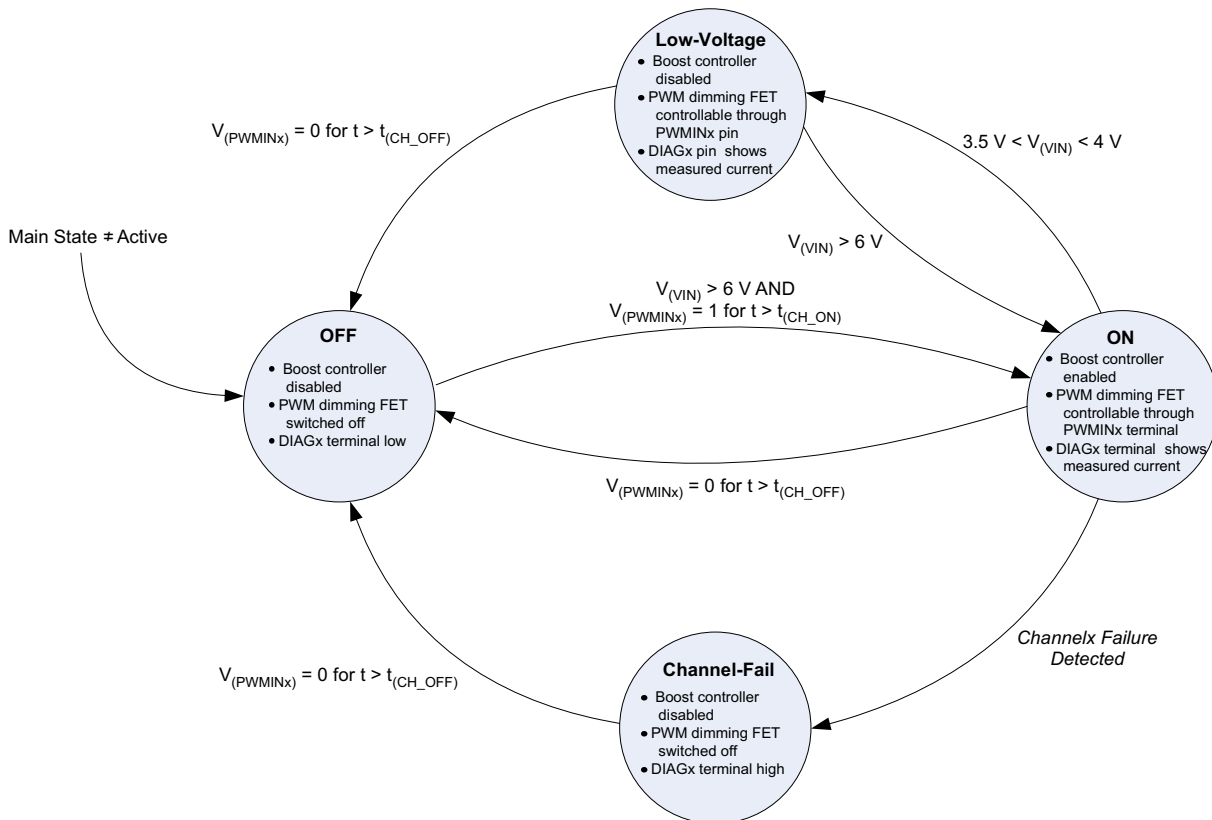 Low-Voltage
• Boost controller
disabled
• PWM dimming FET
controllable through
PWMINx pin
• DIAGx pin shows
measured current
V(PWMINx) = 0 for t > t(CH_OFF)
3.5 V < V(VIN) < 4 V
Main State ≠ Active
V(VIN) > 6 V
V(VIN) > 6 V AND
V(PWMINx) = 1 for t > t(CH_ON)
OFF
• Boost controller
disabled
• PWM dimming FET
switched off
• DIAGx terminal low
ON
• Boost controller
enabled
• PWM dimming FET
controllable through
PWMINx terminal
• DIAGx terminal shows
measured current
V(PWMINx) = 0 for t > t(CH_OFF)
Channelx Failure
Detected
V(PWMINx) = 0 for t > t(CH_OFF)
Channel-Fail
• Boost controller
disabled
• PWM dimming FET
switched off
• DIAGx terminal high